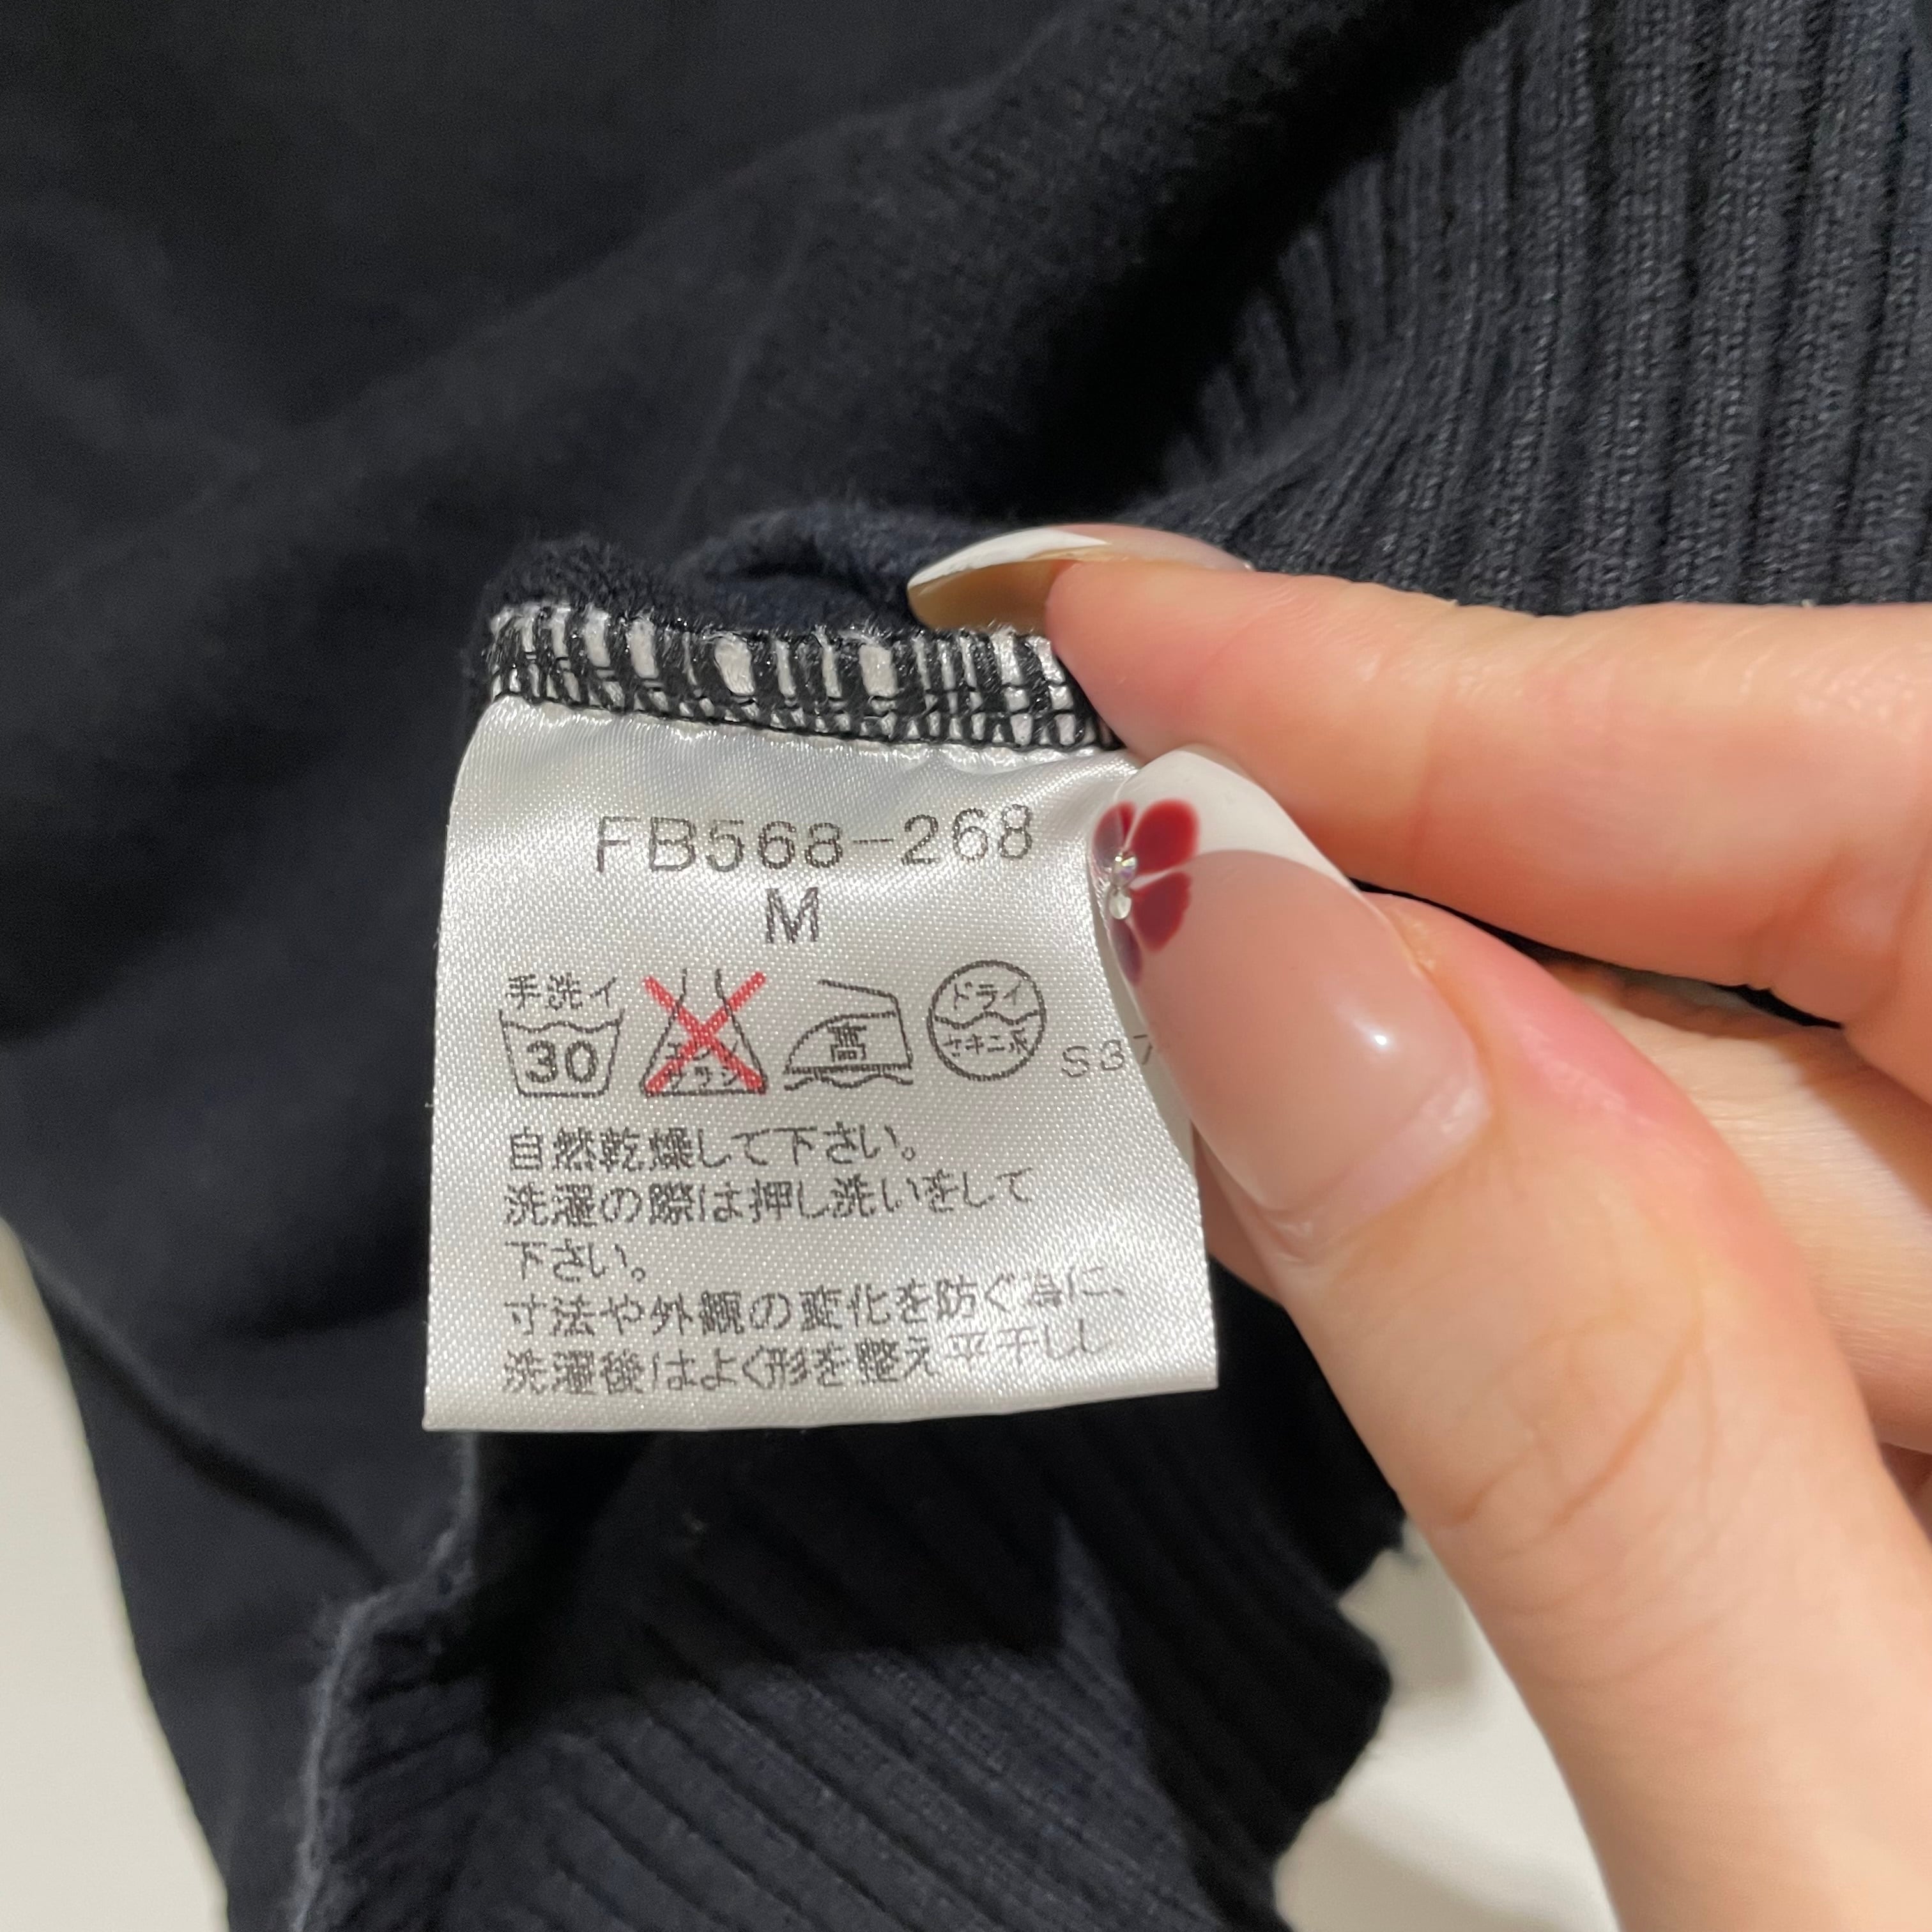 FB568-268
M
手洗イ
30
ドライ
セキユ系
自然乾燥して下さい。
洗濯の際は押し洗いをして
下さい。
寸法や外観の変化を防ぐ為に、
洗濯後はよく形を整え平干しし